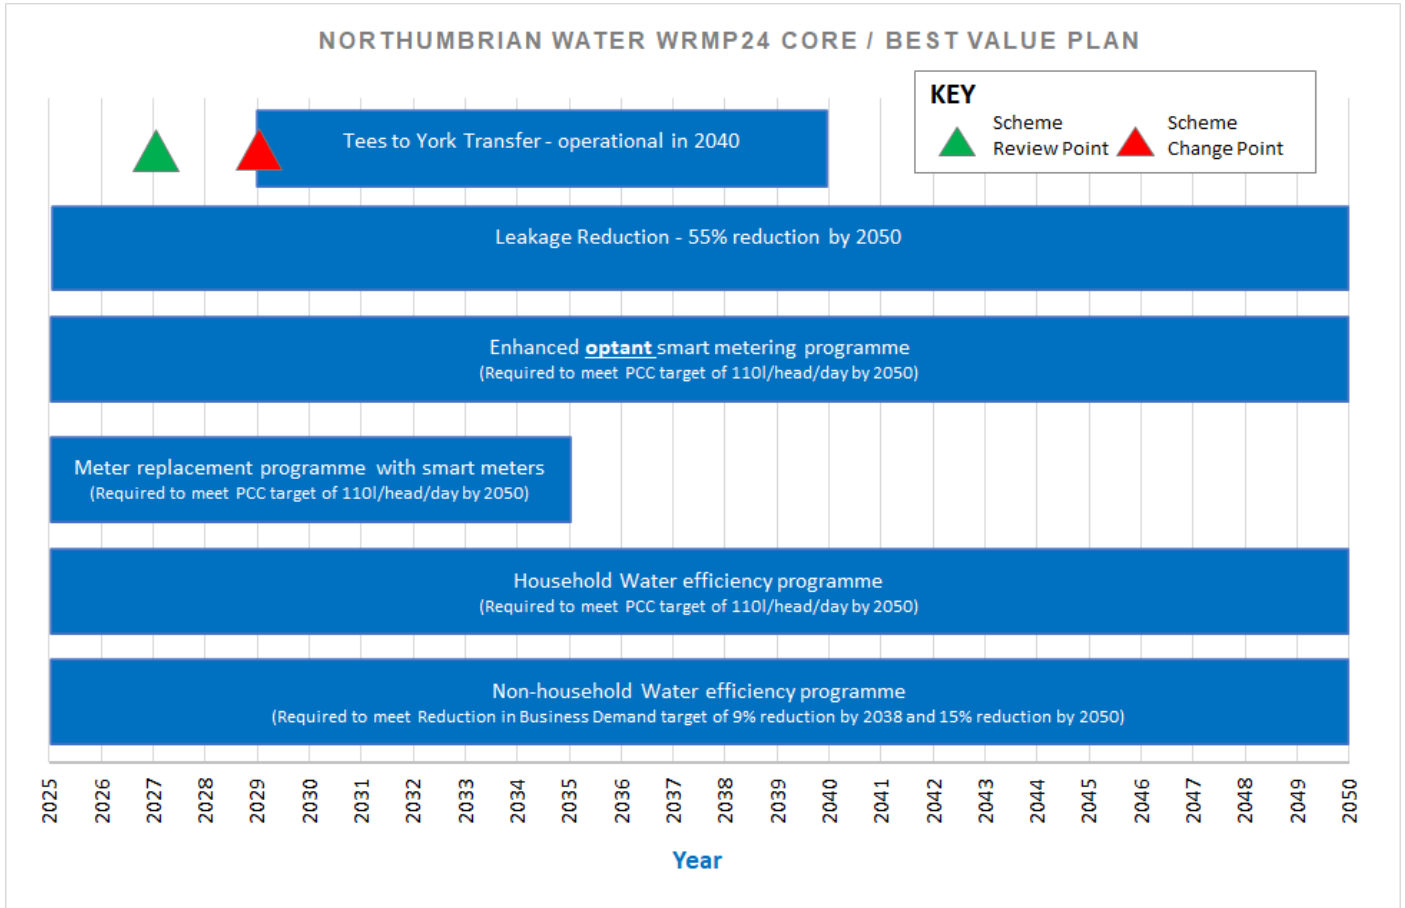 NORTHUMBRIAN WATER WRMP24 CORE / BEST VALUE PLAN
KEY
Scheme
Review Point
Scheme
Change Point
Tees to York Transfer - operational in 2040
Leakage Reduction - 55% reduction by 2050
Enhanced optant smart metering programme
(Required to meet PCC target of 110l/head/day by 2050)
Meter replacement programme with smart meters
(Required to meet PCC target of 110l/head/day by 2050)
Household Water efficiency programme
(Required to meet PCC target of 110l/head/day by 2050)
Non-household Water efficiency programme
(Required to meet Reduction in Business Demand target of 9% reduction by 2038 and 15% reduction by 2050)
2025
2026
2027
2028
2029
2030
2031
2032
2033
2034
2035
2036
2037
2038
2039
2040
2041
2042
2043
2044
2045
2046
2047
2048
2049
2050
Year